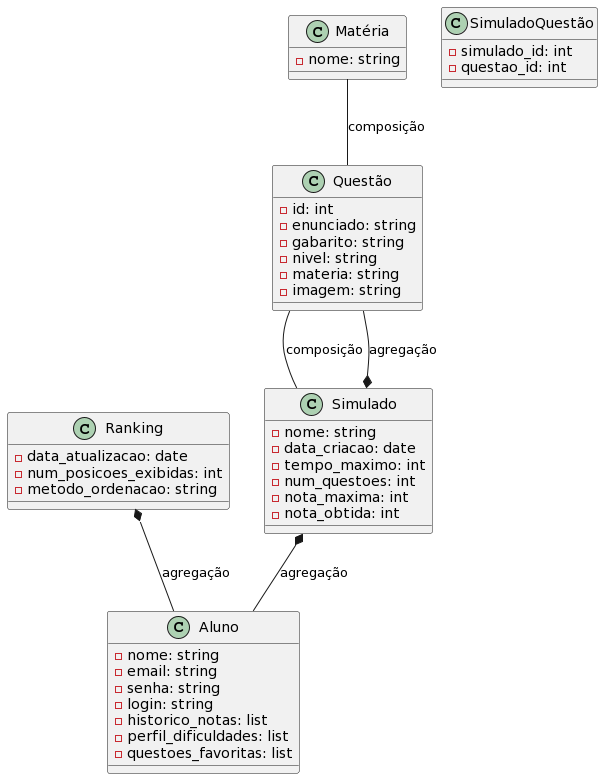 C Matéria
nome: string
C SimuladoQuestão
simulado_id: int
questao_id: int
composição
C Questão
id: int
enunciado: string
gabarito: string
nivel: string
materia: string
imagem: string
composição
agregação
C Ranking
data_atualizacao: date
num_posicoes_exibidas: int
metodo_ordenacao: string
C Simulado
nome: string
data_criacao: date
tempo_maximo: int
num_questoes: int
nota_maxima: int
nota_obtida: int
agregação
agregação
C Aluno
nome: string
email: string
senha: string
login: string
historico_notas: list
perfil_dificuldades: list
questoes_favoritas: list